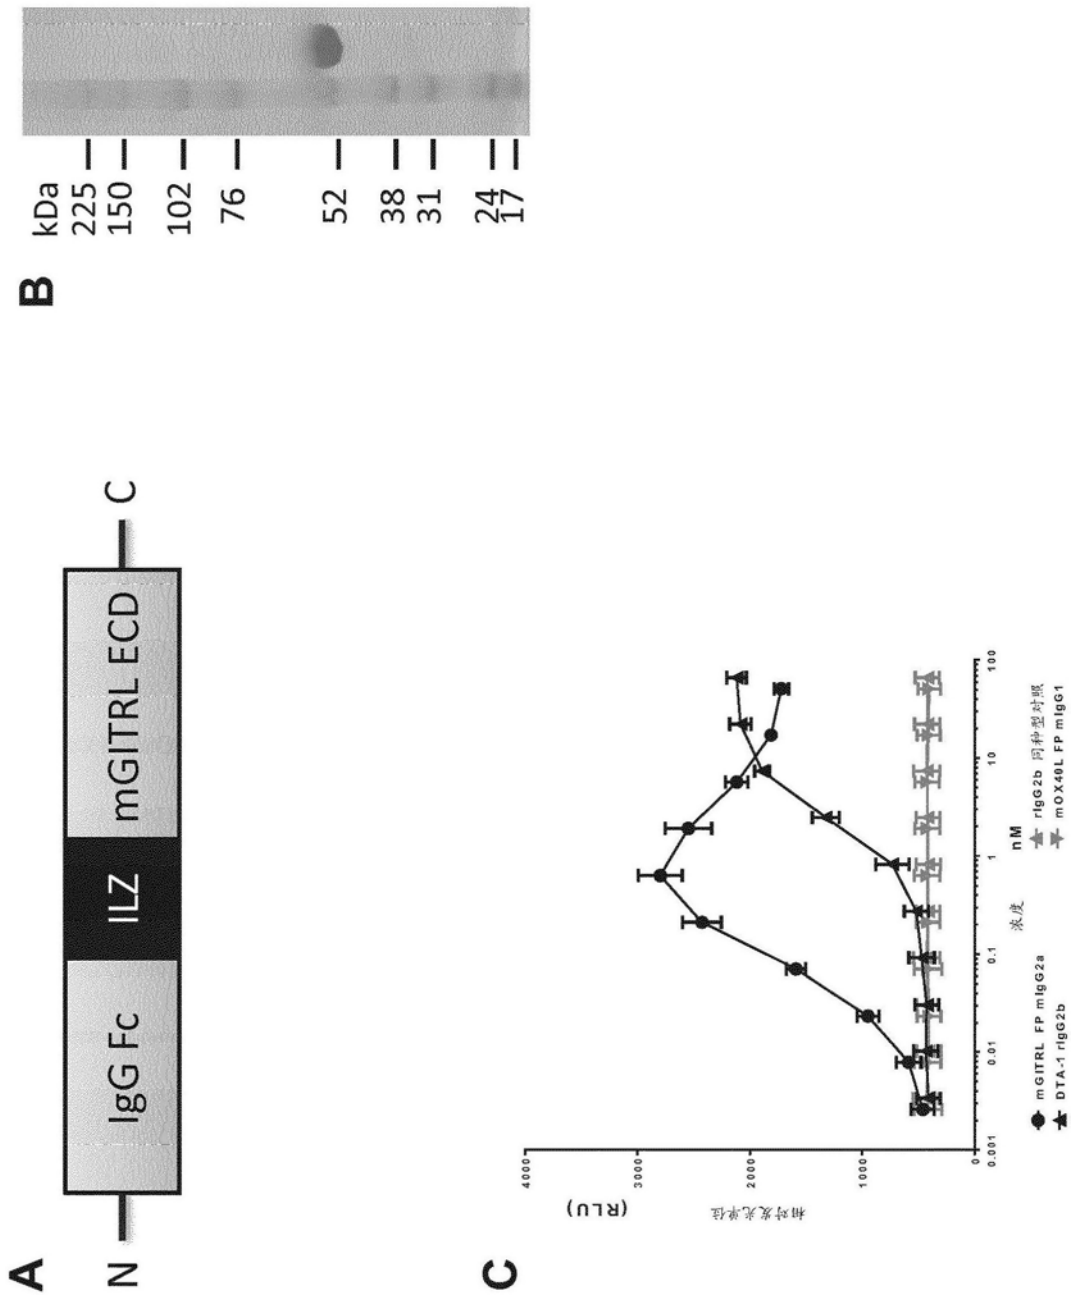 A
N
IgG Fc
ILZ
mGITRL ECD
C
B
kDa
225
150
102
76
52
38
31
24
17
C
相对发光单位
(RLU)
4000
3000
2000
1000
0
0.001
0.01
0.1
1
10
100
浓度 nM
mGITRL FP mIgG2a
DTA-1 rIgG2b
rIgG2b 同种型对照
mOX40L FP mIgG1